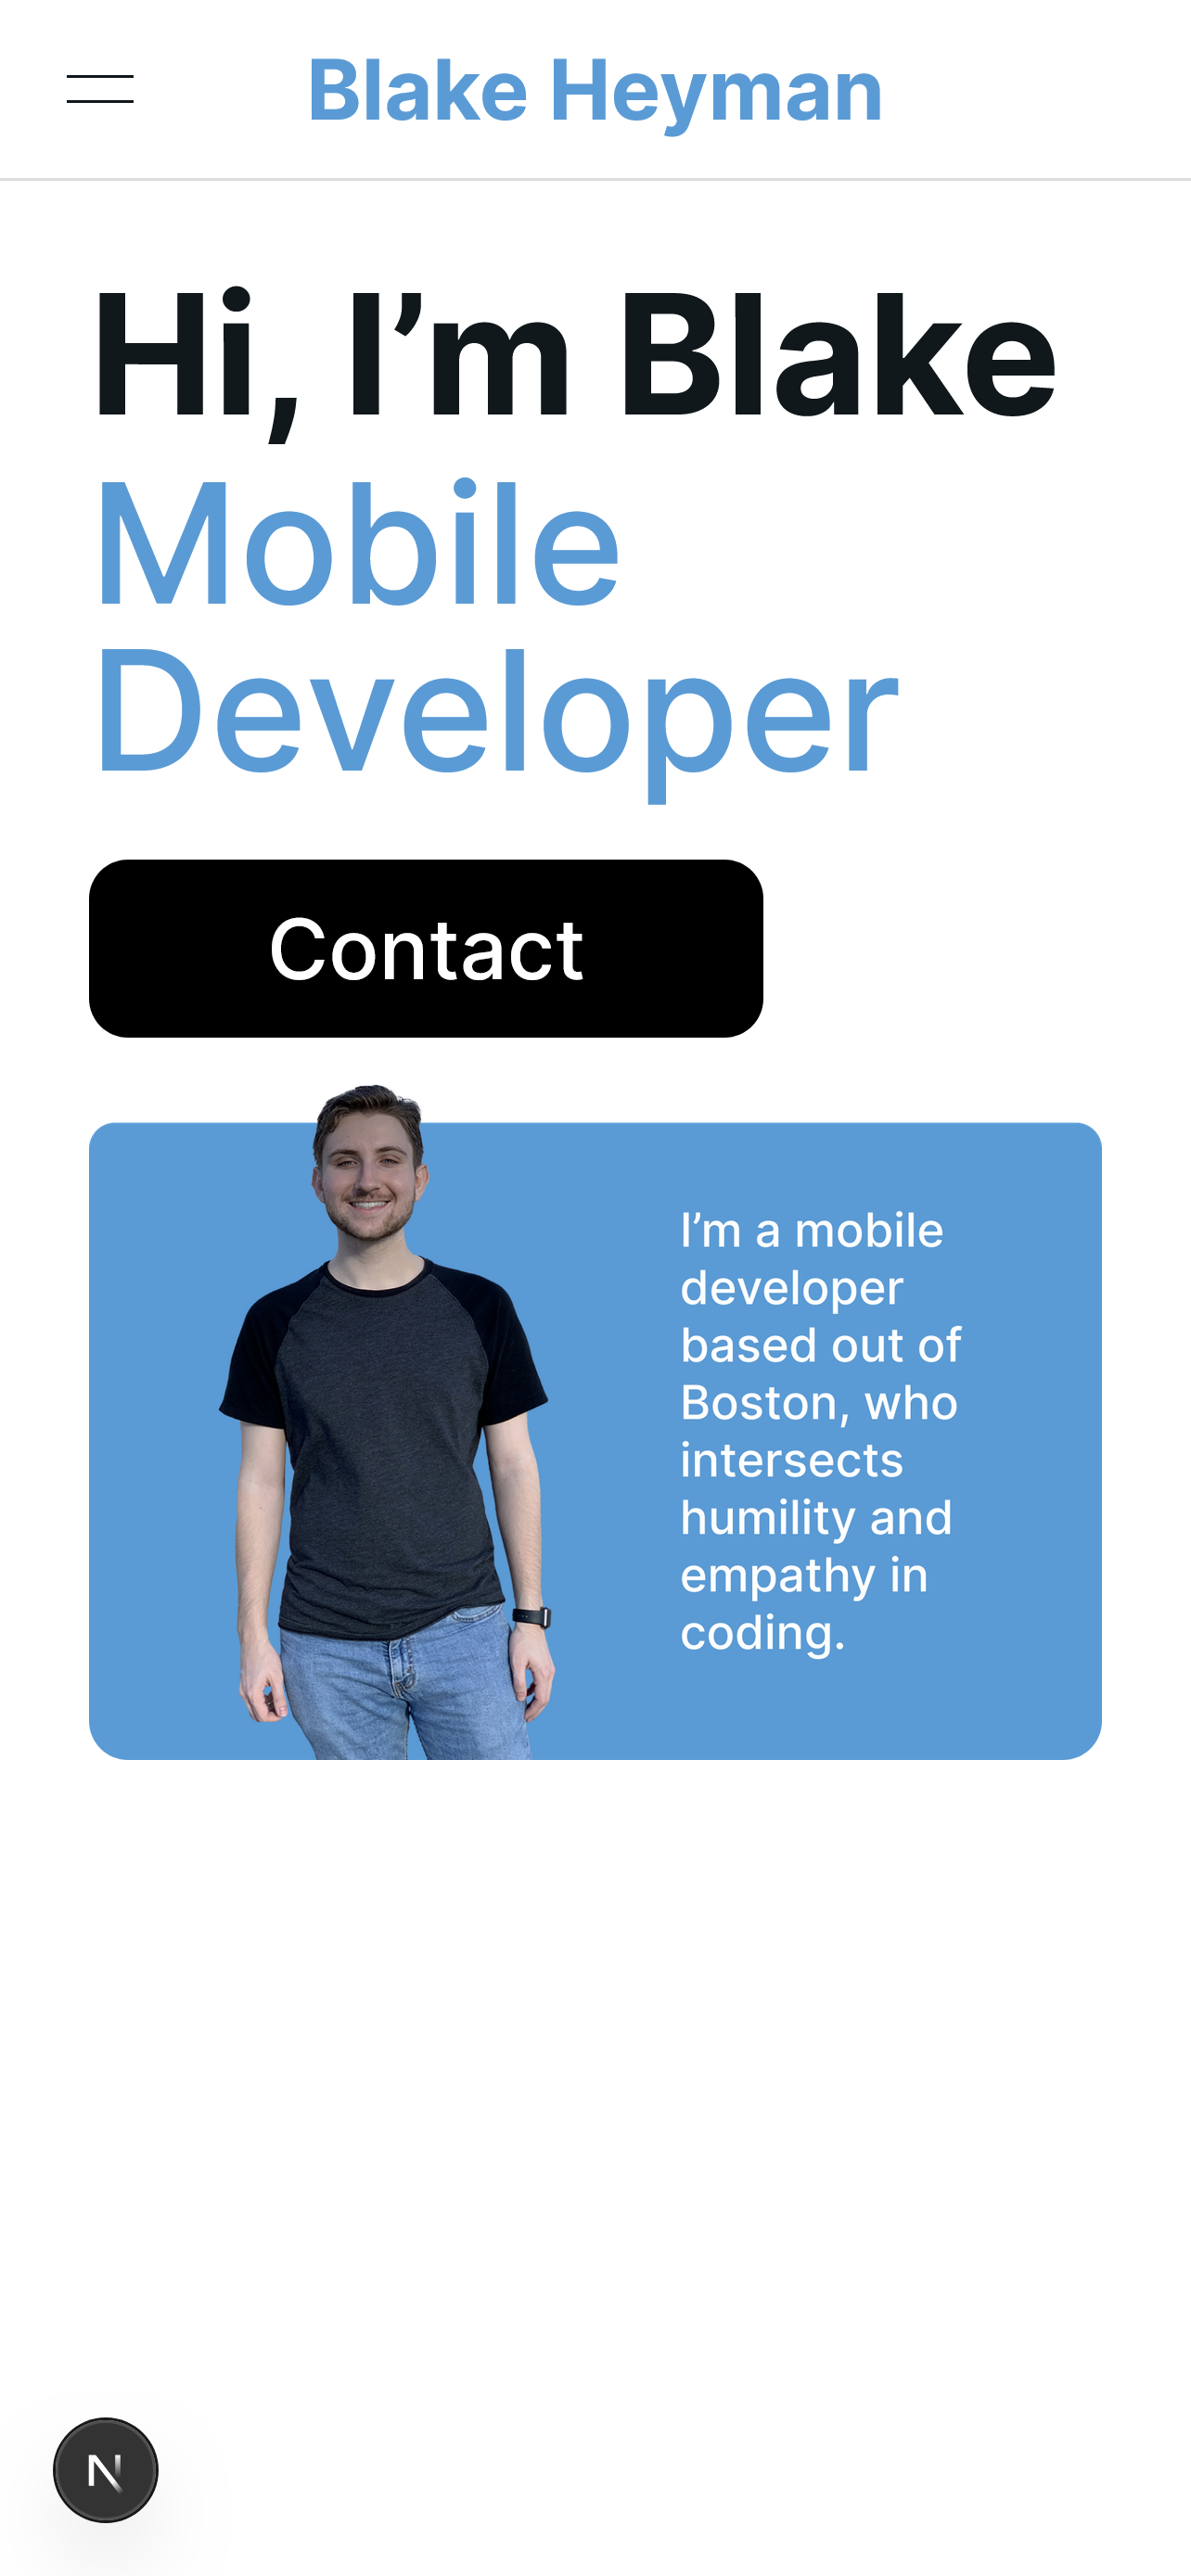 Blake Heyman
Hi, I’m Blake
Mobile
Developer
Contact
I’m a mobile
developer
based out of
Boston, who
intersects
humility and
empathy in
coding.
N